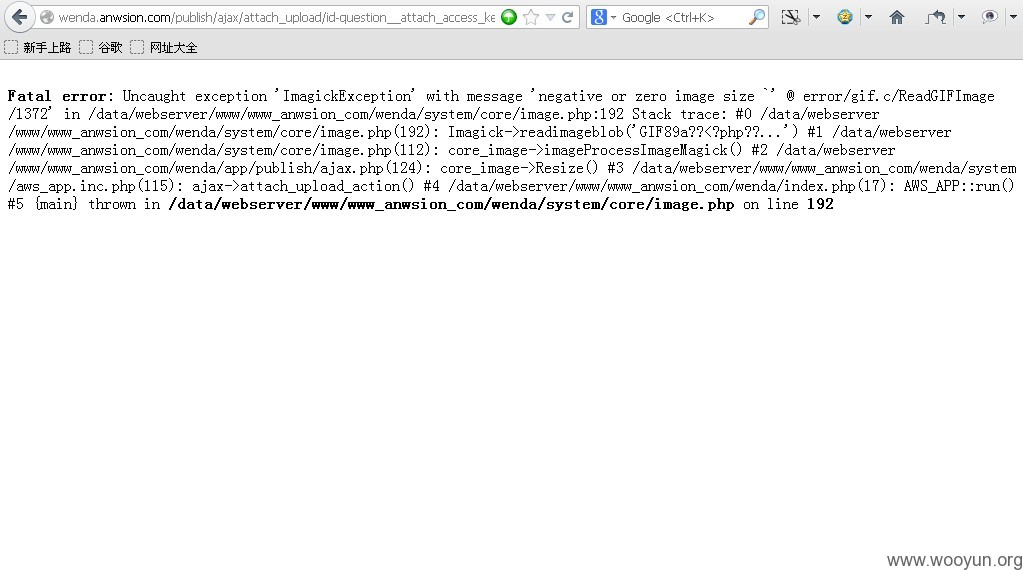 wenda.anwsion.com/publish/ajax/attach_upload/id-question__attach_access_ke
Google <Ctrl+K>
新手上路 谷歌 网址大全
Fatal error: Uncaught exception 'ImagickException' with message 'negative or zero image size `' @ error/gif.c/ReadGIFImage
/1372' in /data/webserver/www/www_anwsion_com/wenda/system/core/image.php:192 Stack trace: #0 /data/webserver
/www/www_anwsion_com/wenda/system/core/image.php(192): Imagick->readimageblob('GIF89a??<?php??...') #1 /data/webserver
/www/www_anwsion_com/wenda/system/core/image.php(112): core_image->imageProcessImageMagick() #2 /data/webserver
/www/www_anwsion_com/wenda/app/publish/ajax.php(124): core_image->Resize() #3 /data/webserver/www/www_anwsion_com/wenda/system
/aws_app.inc.php(115): ajax->attach_upload_action() #4 /data/webserver/www/www_anwsion_com/wenda/index.php(17): AWS_APP::run()
#5 {main} thrown in /data/webserver/www/www_anwsion_com/wenda/system/core/image.php on line 192
www.wooyun.org